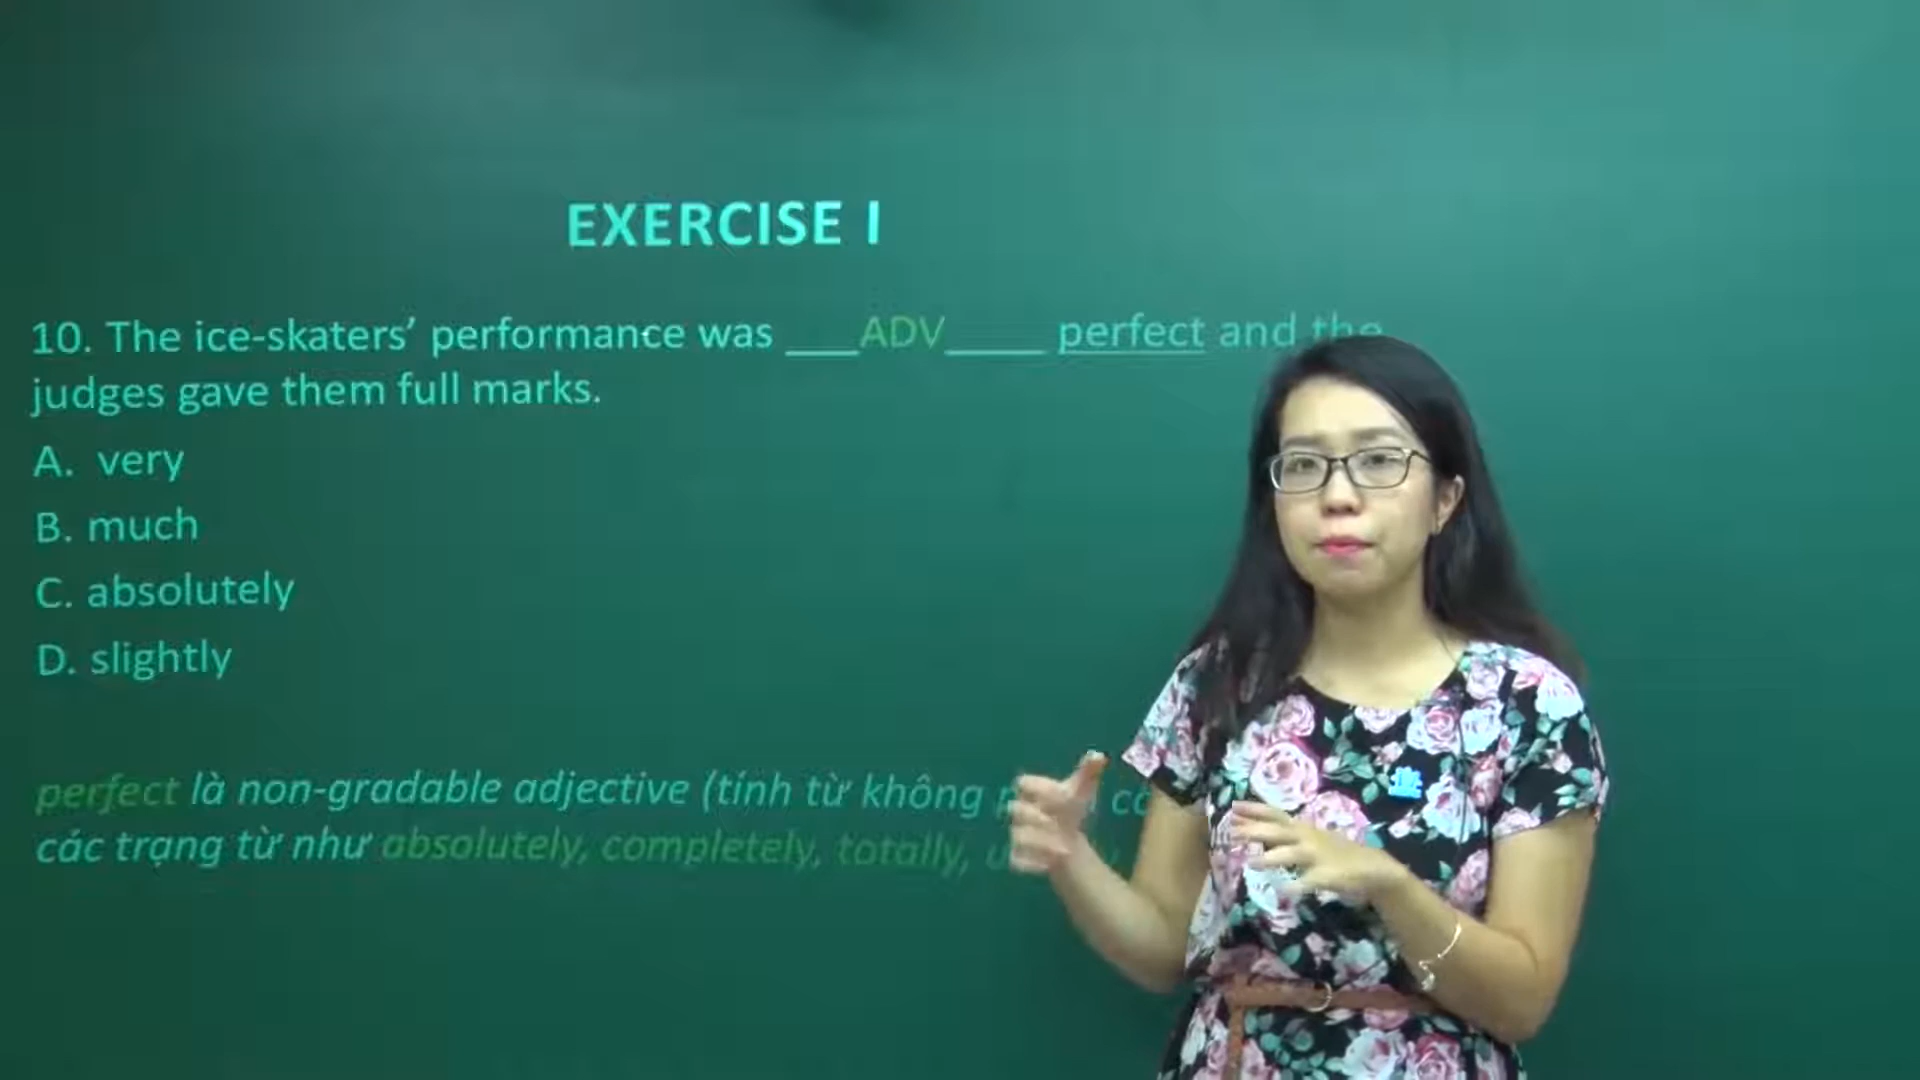 EXERCISE I
10. The ice-skaters’ performance was ___ADV____ perfect and the
judges gave them full marks.
A. very
B. much
C. absolutely
D. slightly
perfect là non-gradable adjective (tính từ không
các trạng từ như absolutely, completely, totally,